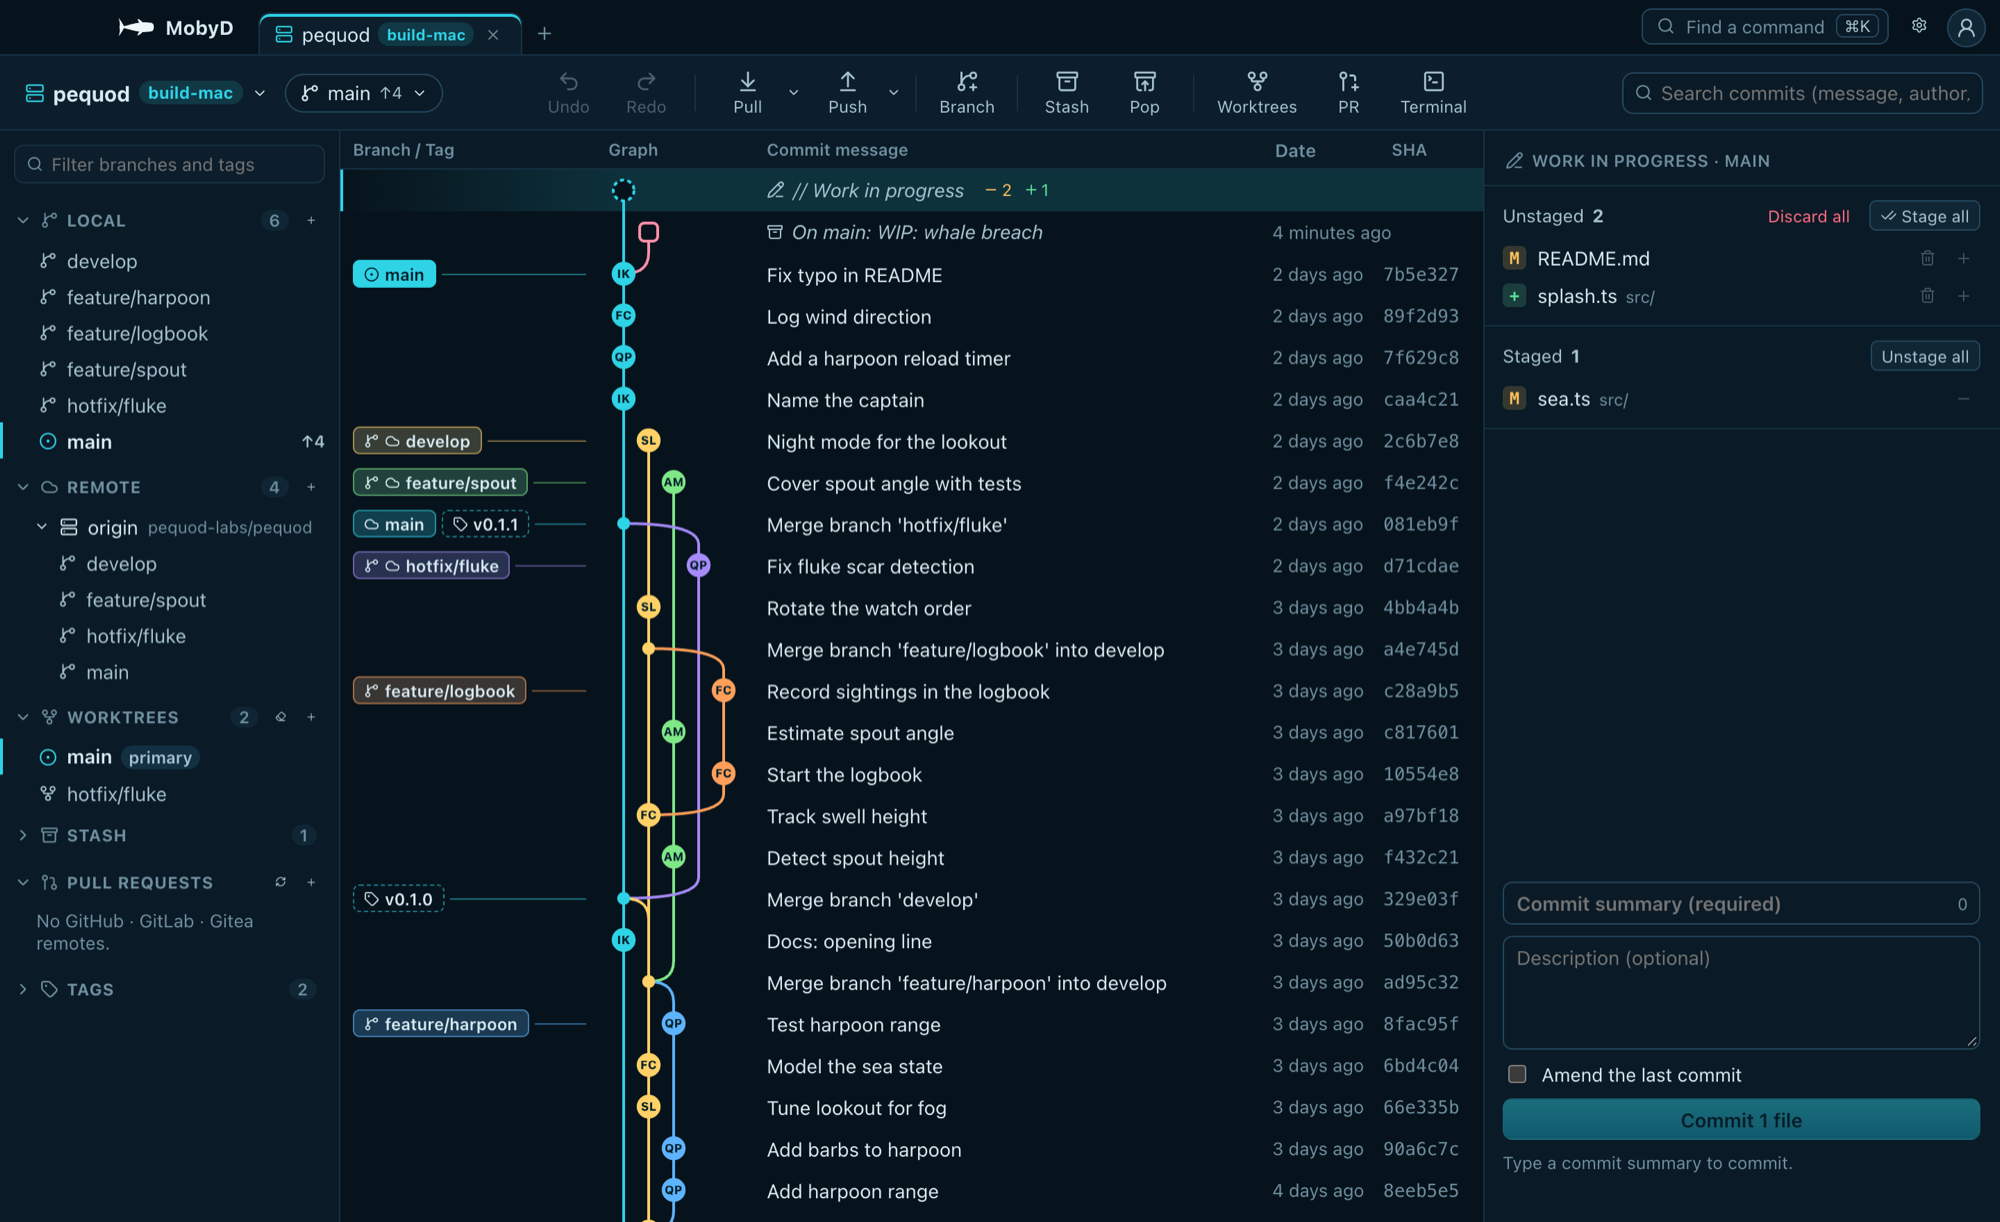 MobyD
pequod build-mac
Find a command ⌘K
pequod build-mac
main ↑4
Undo
Redo
Pull
Push
Branch
Stash
Pop
Worktrees
PR
Terminal
Search commits (message, author,
Filter branches and tags
LOCAL 6 +
develop
feature/harpoon
feature/logbook
feature/spout
hotfix/fluke
main ↑4
REMOTE 4 +
origin pequod-labs/pequod
develop
feature/spout
hotfix/fluke
main
WORKTREES 2 +
main primary
hotfix/fluke
STASH 1
PULL REQUESTS +
No GitHub · GitLab · Gitea
remotes.
TAGS 2
Branch / Tag Graph Commit message Date SHA
// Work in progress −2 +1
On main: WIP: whale breach 4 minutes ago
main IK Fix typo in README 2 days ago 7b5e327
FC Log wind direction 2 days ago 89f2d93
QP Add a harpoon reload timer 2 days ago 7f629c8
IK Name the captain 2 days ago caa4c21
develop SL Night mode for the lookout 2 days ago 2c6b7e8
feature/spout AM Cover spout angle with tests 2 days ago f4e242c
main v0.1.1 Merge branch 'hotfix/fluke' 2 days ago 081eb9f
hotfix/fluke QP Fix fluke scar detection 2 days ago d71cdae
SL Rotate the watch order 3 days ago 4bb4a4b
Merge branch 'feature/logbook' into develop 3 days ago a4e745d
feature/logbook FC Record sightings in the logbook 3 days ago c28a9b5
AM Estimate spout angle 3 days ago c817601
FC Start the logbook 3 days ago 10554e8
FC Track swell height 3 days ago a97bf18
AM Detect spout height 3 days ago f432c21
v0.1.0 Merge branch 'develop' 3 days ago 329e03f
IK Docs: opening line 3 days ago 50b0d63
Merge branch 'feature/harpoon' into develop 3 days ago ad95c32
feature/harpoon QP Test harpoon range 3 days ago 8fac95f
FC Model the sea state 3 days ago 6bd4c04
SL Tune lookout for fog 3 days ago 66e335b
QP Add barbs to harpoon 3 days ago 90a6c7c
QP Add harpoon range 4 days ago 8eeb5e5
WORK IN PROGRESS · MAIN
Unstaged 2 Discard all Stage all
M README.md
+ splash.ts src/
Staged 1 Unstage all
M sea.ts src/
Commit summary (required) 0
Description (optional)
Amend the last commit
Commit 1 file
Type a commit summary to commit.